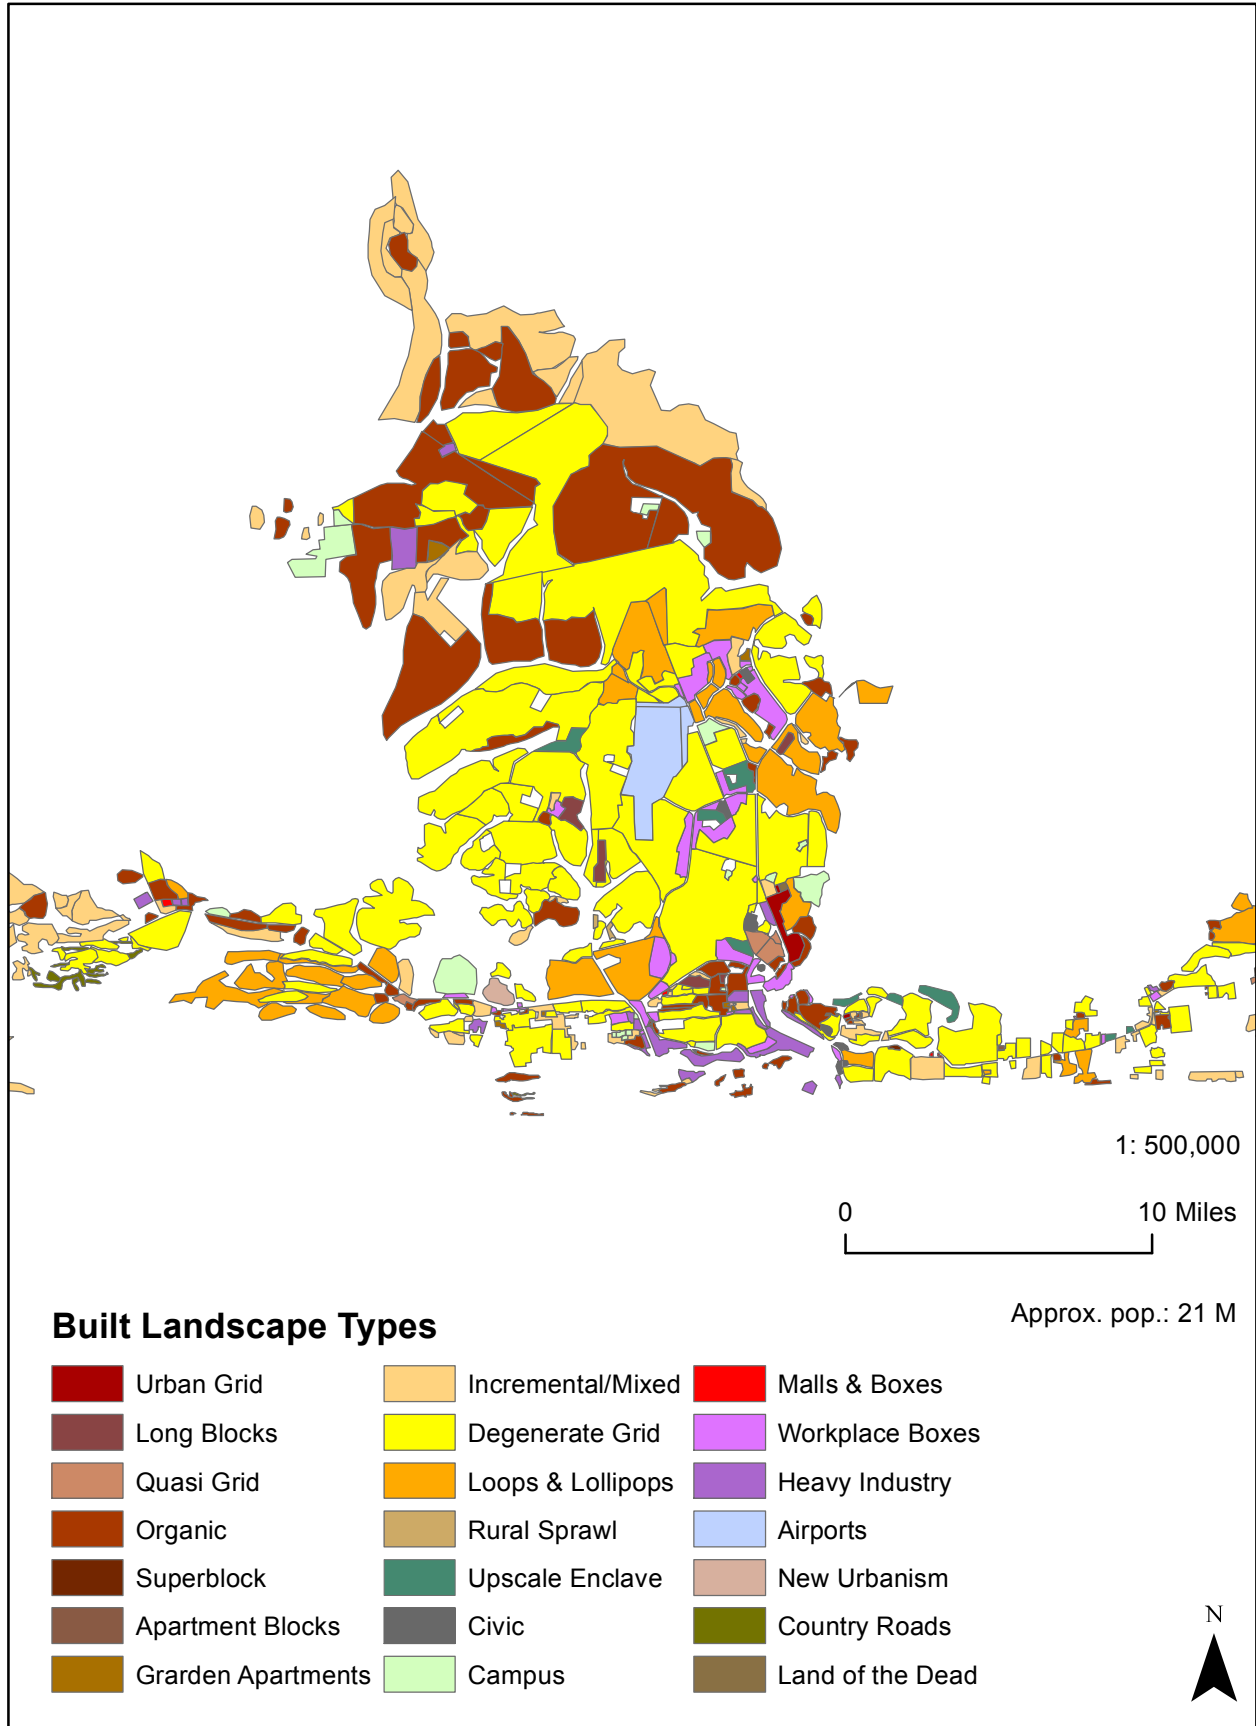 1: 500,000
0 10 Miles
Approx. pop.: 21 M
Built Landscape Types
Urban Grid
Long Blocks
Quasi Grid
Organic
Superblock
Apartment Blocks
Grarden Apartments
Incremental/Mixed
Degenerate Grid
Loops & Lollipops
Rural Sprawl
Upscale Enclave
Civic
Campus
Malls & Boxes
Workplace Boxes
Heavy Industry
Airports
New Urbanism
Country Roads
Land of the Dead
N